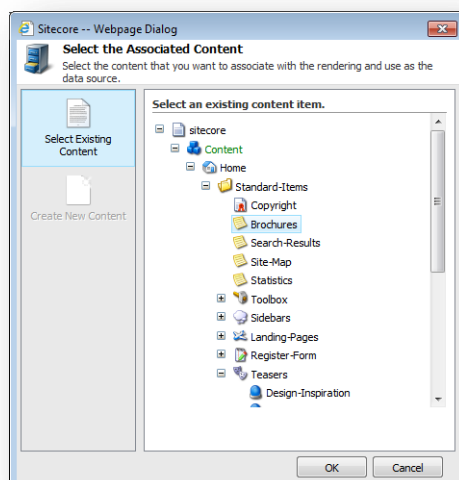 Sitecore -- Webpage Dialog
Select the Associated Content
Select the content that you want to associate with the rendering and use as the
data source.
Select Existing
Content
Create New Content
Select an existing content item.
sitecore
Content
Home
Standard-Items
Copyright
Brochures
Search-Results
Site-Map
Statistics
Toolbox
Sidebars
Landing-Pages
Register-Form
Teasers
Design-Inspiration
OK
Cancel